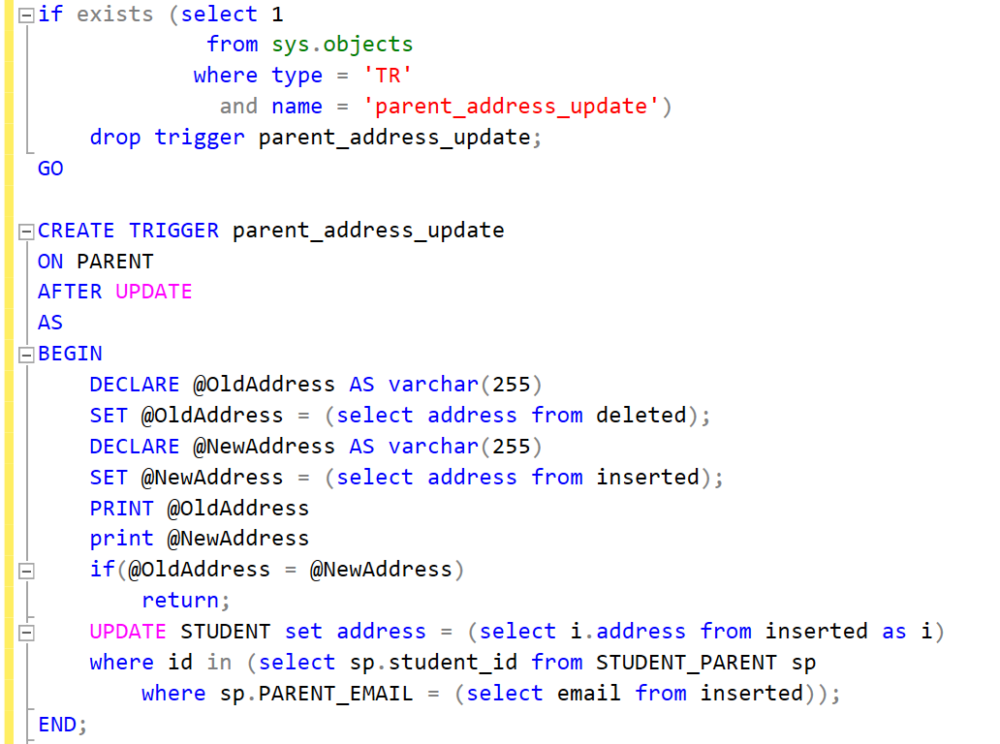 if exists (select 1
from sys.objects
where type = 'TR'
and name = 'parent_address_update')
drop trigger parent_address_update;
GO
CREATE TRIGGER parent_address_update
ON PARENT
AFTER UPDATE
AS
BEGIN
DECLARE @OldAddress AS varchar(255)
SET @OldAddress = (select address from deleted);
DECLARE @NewAddress AS varchar(255)
SET @NewAddress = (select address from inserted);
PRINT @OldAddress
print @NewAddress
if(@OldAddress = @NewAddress)
return;
UPDATE STUDENT set address = (select i.address from inserted as i)
where id in (select sp.student_id from STUDENT_PARENT sp
where sp.PARENT_EMAIL = (select email from inserted));
END;